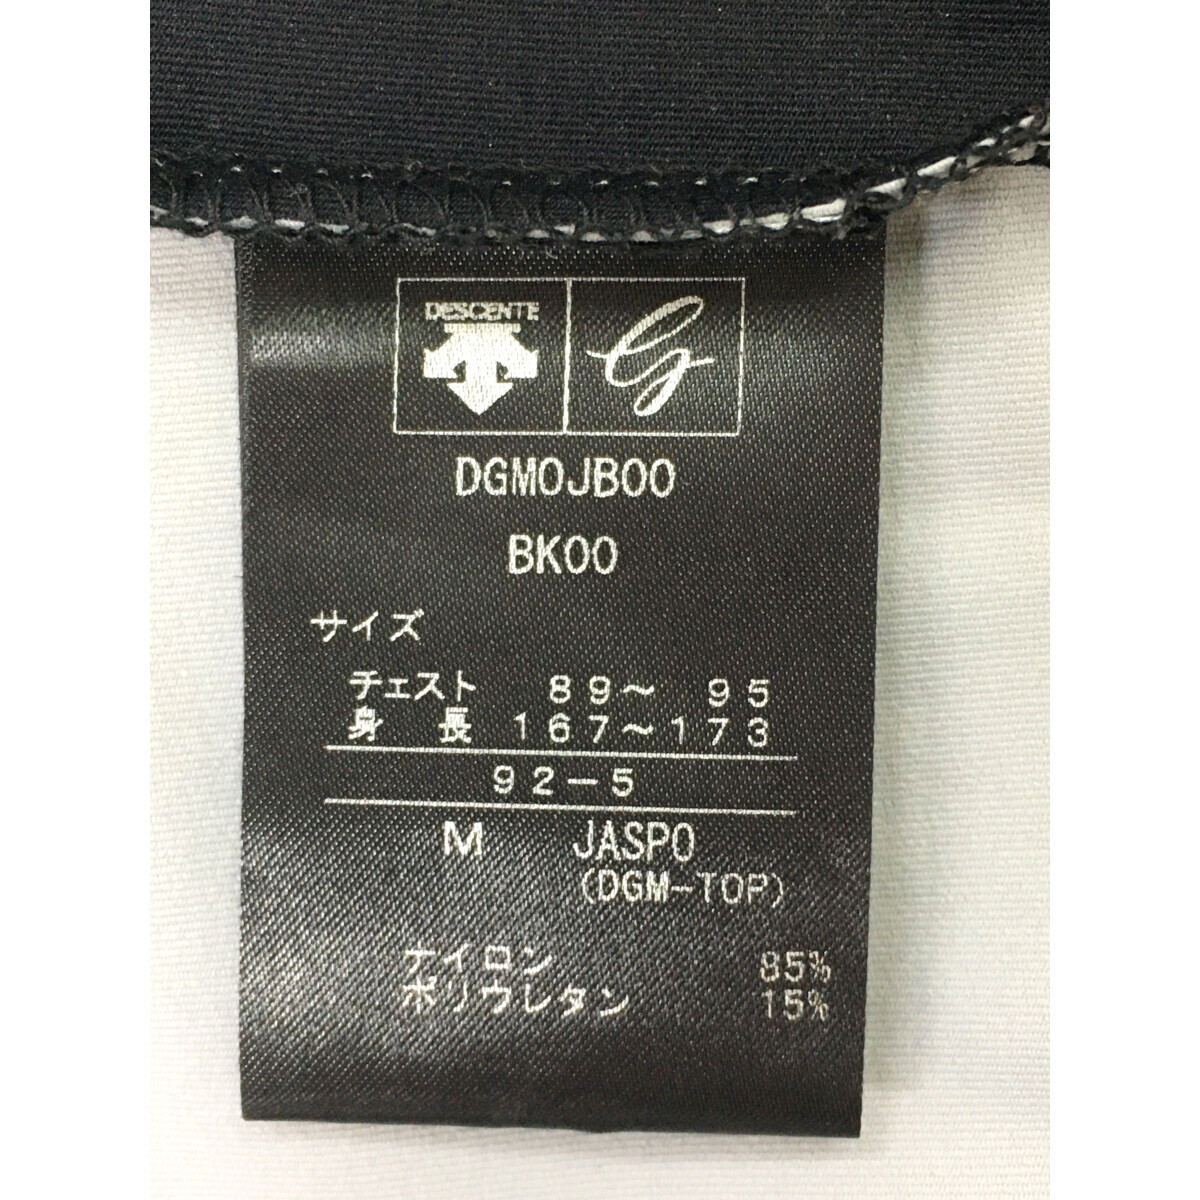 DESCENTE
G
DGM0JB00
BK00
サイズ
チェスト 89〜 95
身 長 167〜173
92−5
M JASPO
(DGM-TOP)
ナイロン 85%
ポリウレタン 15%